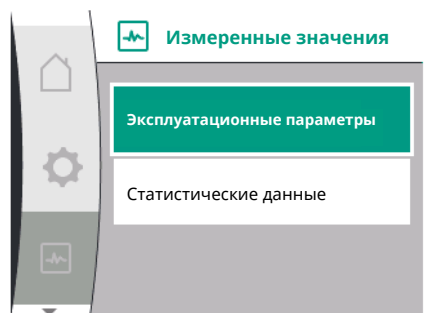 Измеренные значения
Эксплуатационные параметры
Статистические данные